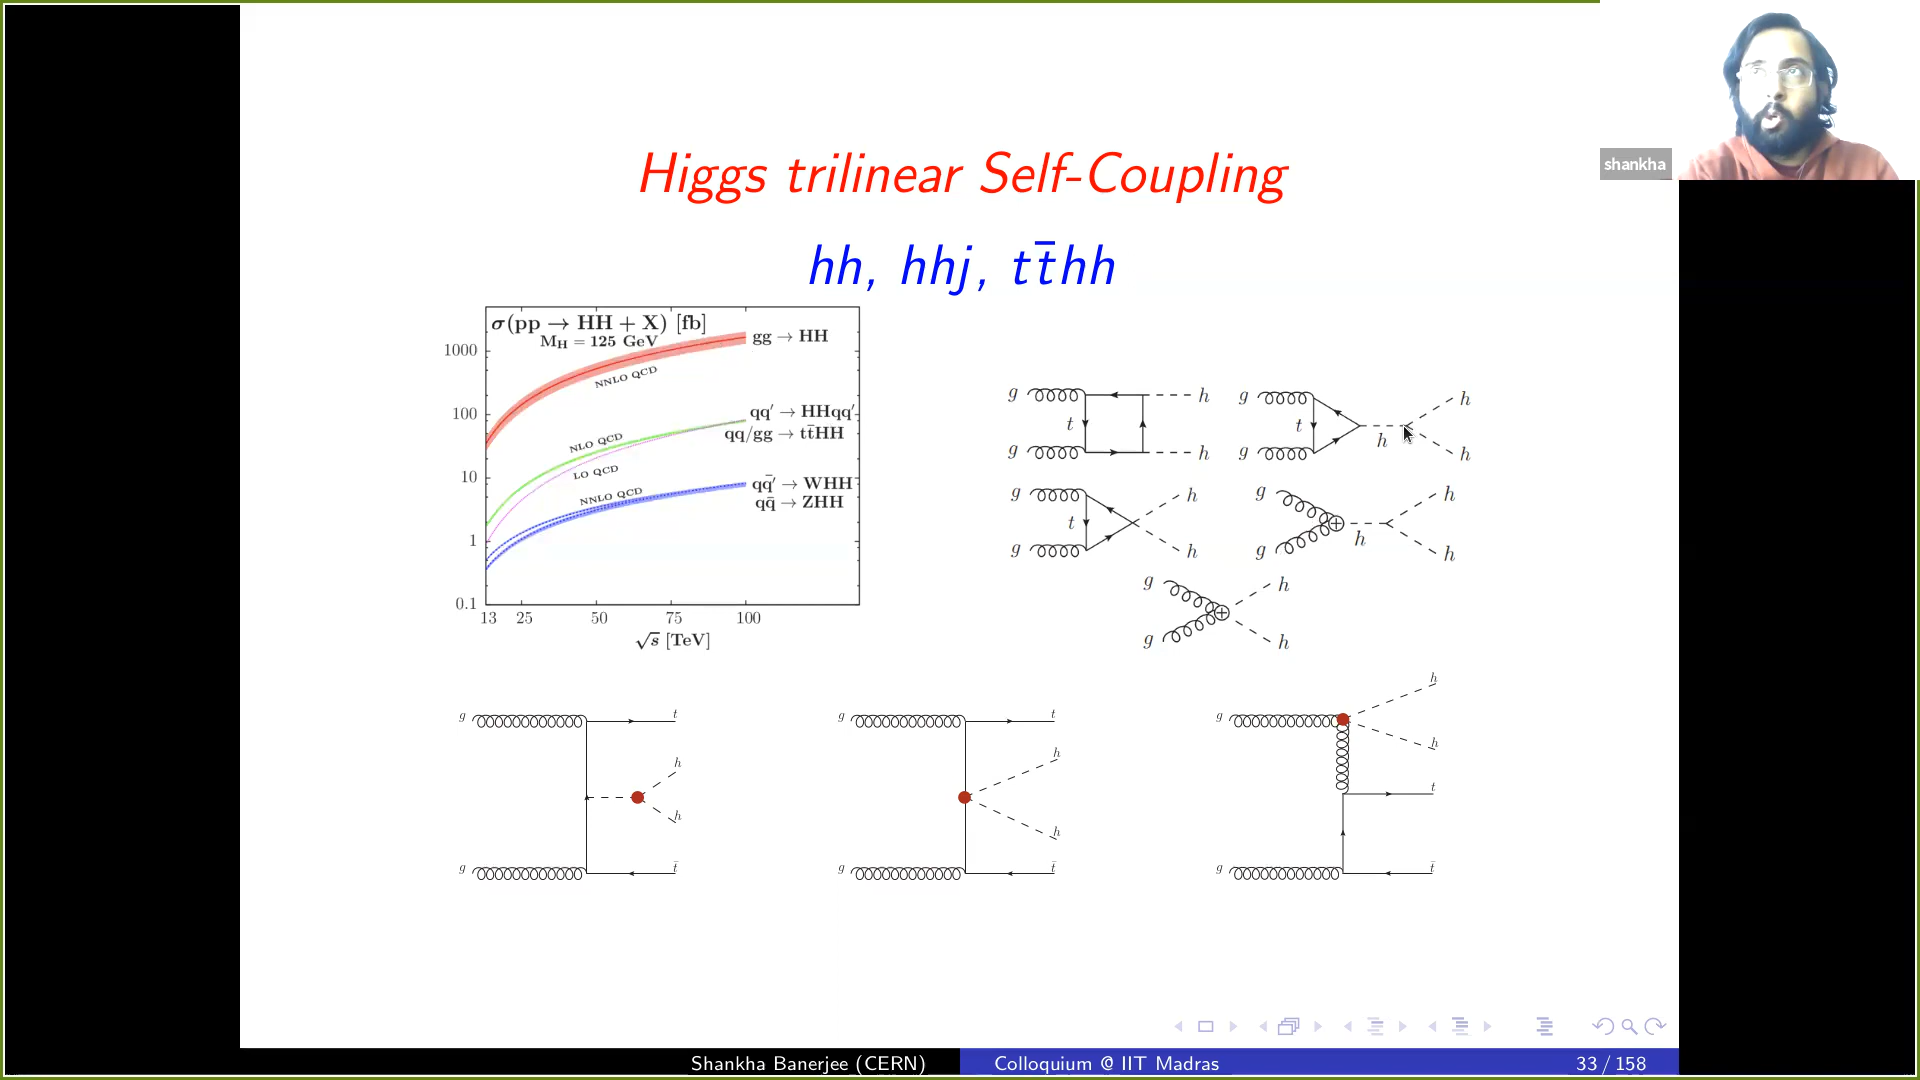 shankha
Higgs trilinear Self-Coupling
hh, hhj, tt̄hh
σ(pp → HH + X) [fb]
M_H = 125 GeV
gg → HH
NNLO QCD
qq′ → HHqq′
qq/gg → tt̄HH
NLO QCD
LO QCD
NNLO QCD
qq̄′ → WHH
qq̄ → ZHH
1000
100
10
1
0.1
13 25 50 75 100
√s [TeV]
g t g h h
g t g h h h
g t g h h
g g h h h
g g h h
g g t h h t̄
g g t h h t̄
g g h h t t̄
Shankha Banerjee (CERN) Colloquium @ IIT Madras 33 / 158